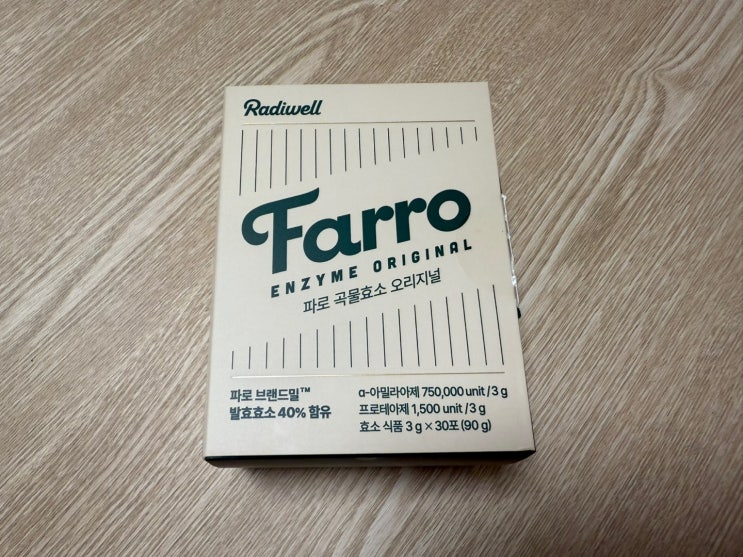 Radiwell
Farro
ENZYME ORIGINAL
파로 곡물효소 오리지널
파로 브랜드밀™
발효효소 40% 함유
α-아밀라아제 750,000 unit /3 g
프로테아제 1,500 unit /3 g
효소 식품 3 g × 30포 (90 g)